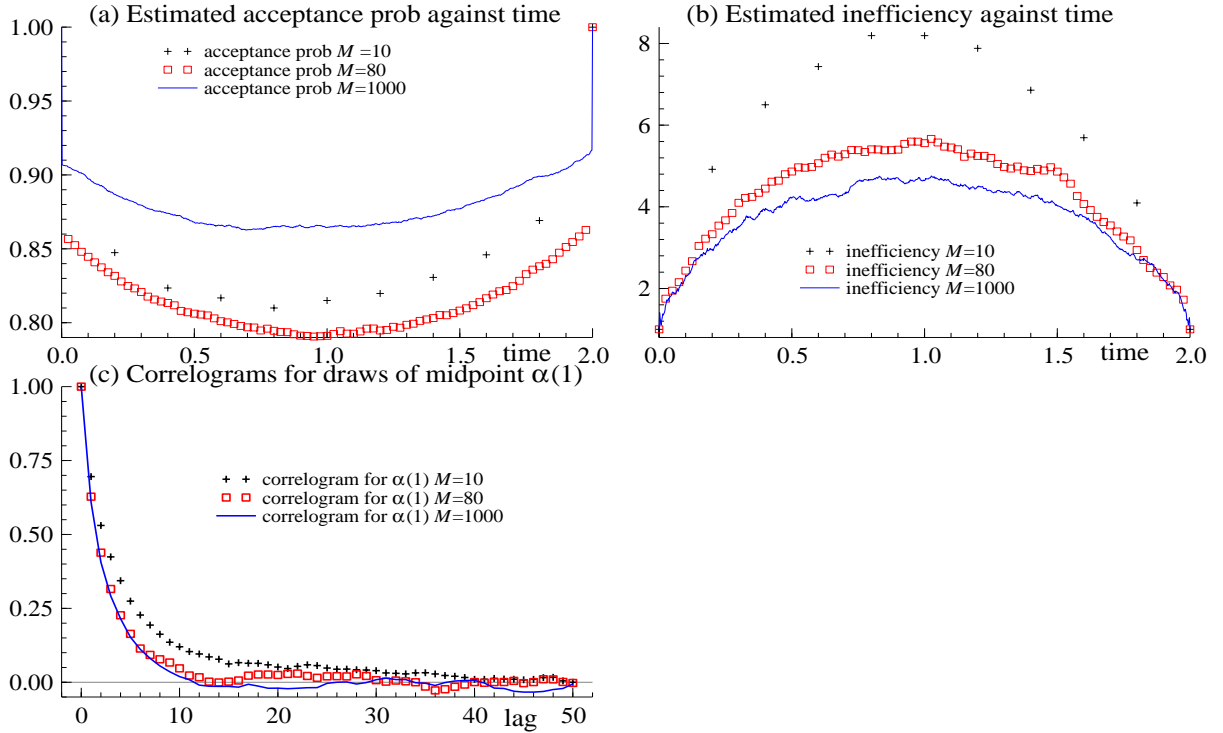 (a) Estimated acceptance prob against time
1.00
0.95
0.90
0.85
0.80
acceptance prob M =10
acceptance prob M=80
acceptance prob M=1000
0.0 0.5 1.0 1.5 2.0
time
(b) Estimated inefficiency against time
8
6
4
2
inefficiency M=10
inefficiency M=80
inefficiency M=1000
0.0 0.5 1.0 1.5 2.0
time
(c) Correlograms for draws of midpoint α(1)
1.00
0.75
0.50
0.25
0.00
correlogram for α(1) M=10
correlogram for α(1) M=80
correlogram for α(1) M=1000
0 10 20 30 40 50
lag